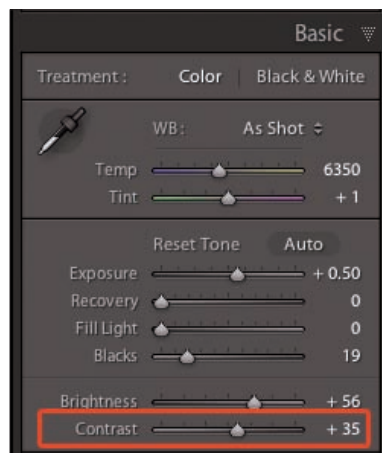 Basic
Treatment : Color Black & White
WB: As Shot
Temp 6350
Tint + 1
Reset Tone Auto
Exposure + 0.50
Recovery 0
Fill Light 0
Blacks 19
Brightness + 56
Contrast + 35